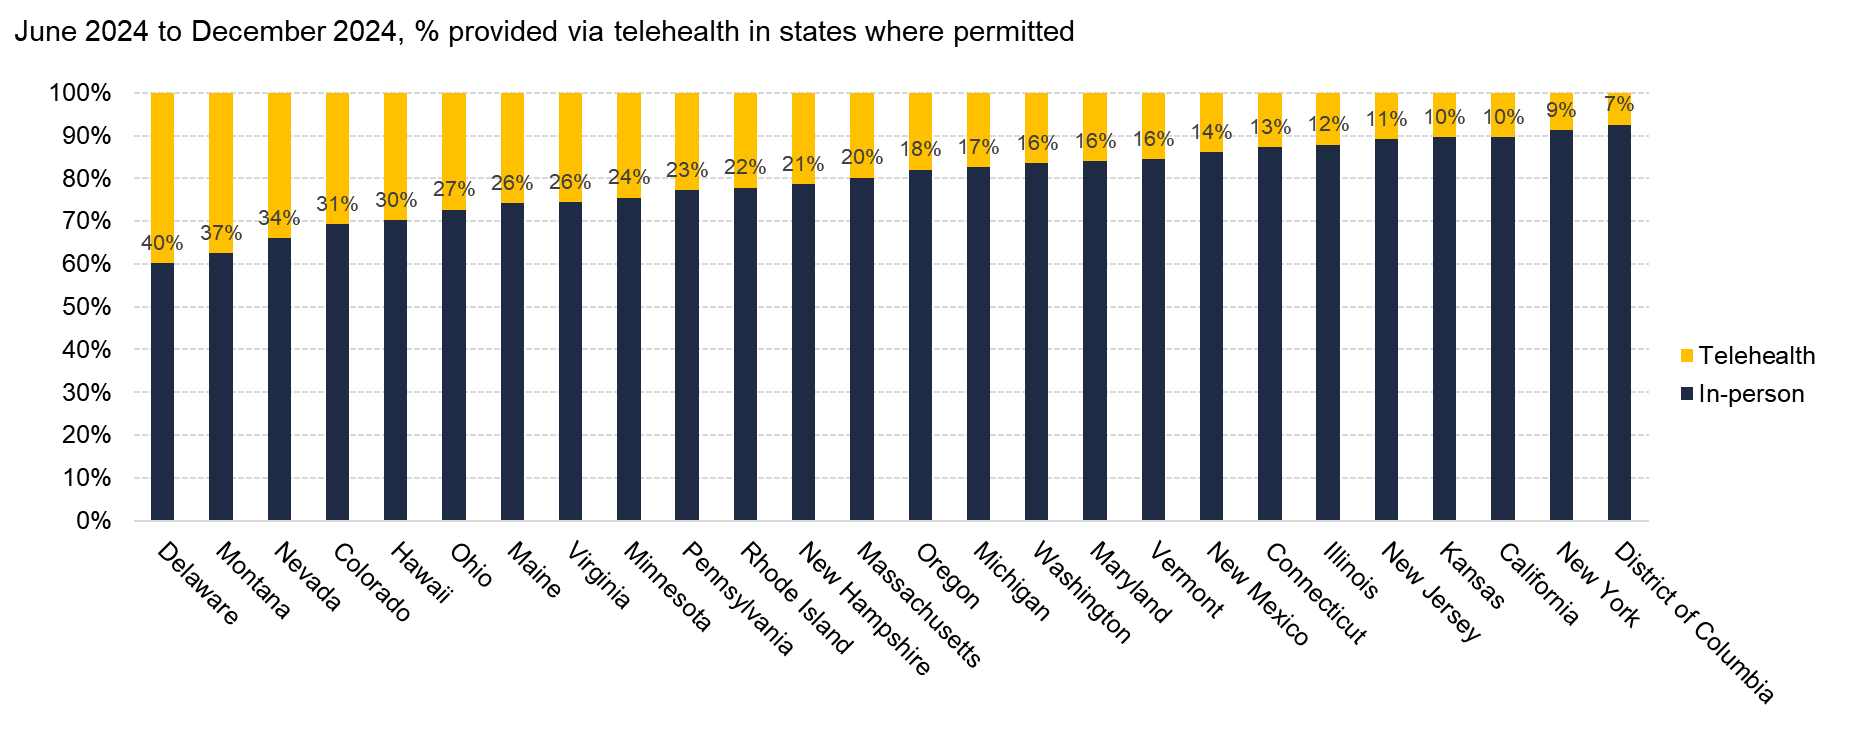 June 2024 to December 2024, % provided via telehealth in states where permitted
100%
90%
80%
70%
60%
50%
40%
30%
20%
10%
0%
40%
37%
34%
31%
30%
27%
26%
26%
24%
23%
22%
21%
20%
18%
17%
16%
16%
16%
14%
13%
12%
11%
10%
10%
9%
7%
Delaware
Montana
Nevada
Colorado
Hawaii
Ohio
Maine
Virginia
Minnesota
Pennsylvania
Rhode Island
New Hampshire
Massachusetts
Oregon
Michigan
Washington
Maryland
Vermont
New Mexico
Connecticut
Illinois
New Jersey
Kansas
California
New York
District of Columbia
Telehealth
In-person